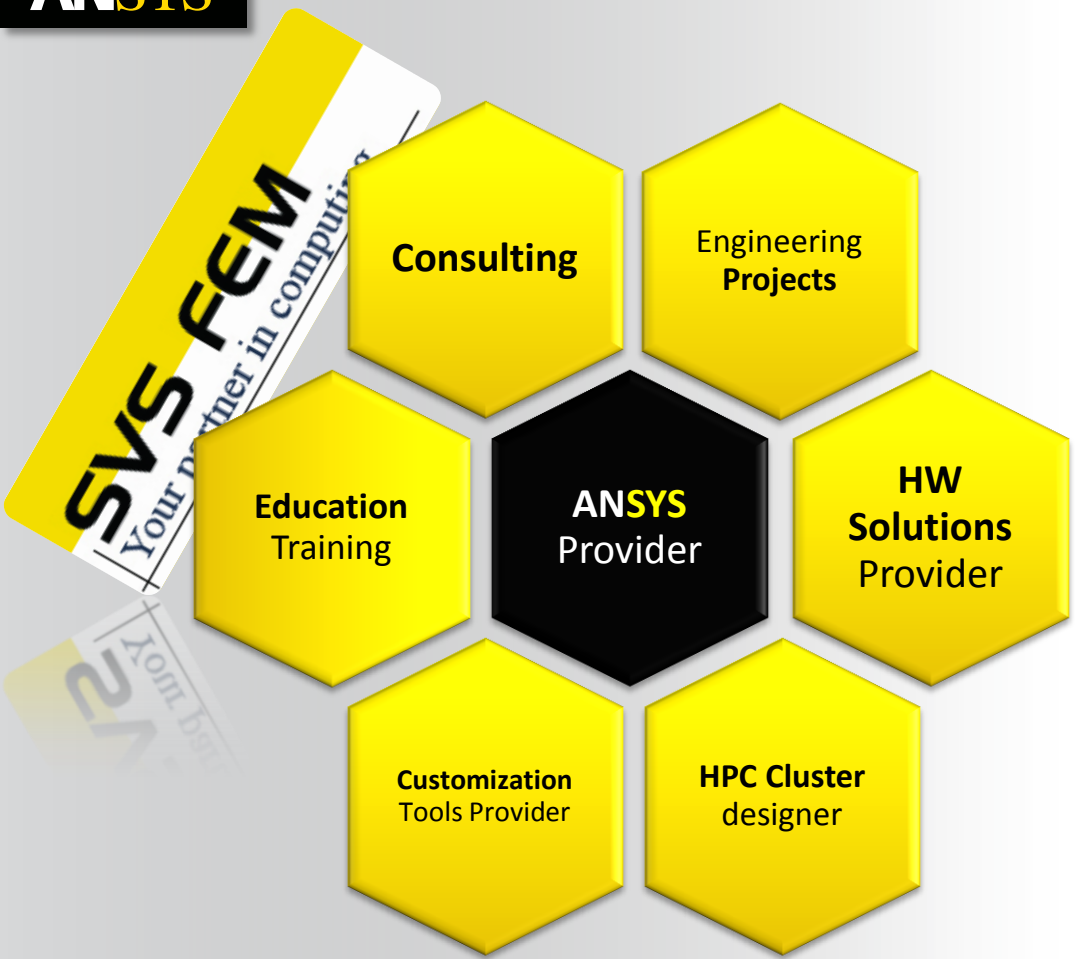 ANSYS
SVS FEM
Your partner in computing
Consulting
Engineering
Projects
Education
Training
ANSYS
Provider
HW
Solutions
Provider
Customization
Tools Provider
HPC Cluster
designer